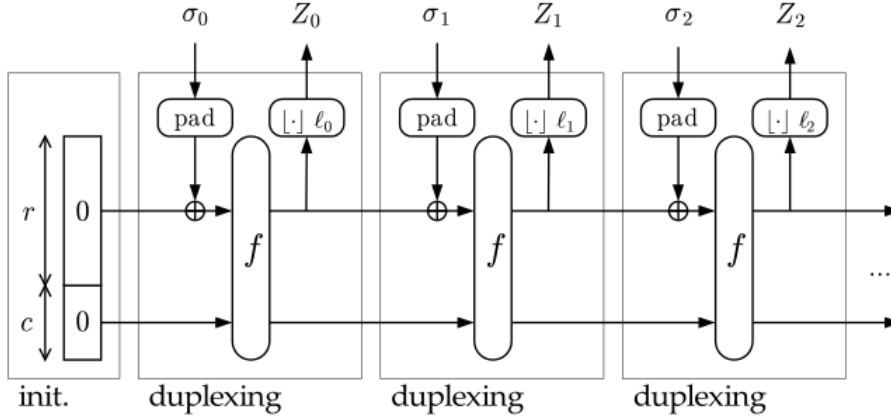 σ₀ Z₀ σ₁ Z₁ σ₂ Z₂
pad ⌊·⌋ ℓ₀ pad ⌊·⌋ ℓ₁ pad ⌊·⌋ ℓ₂
r 0
f f f
...
c 0
init. duplexing duplexing duplexing